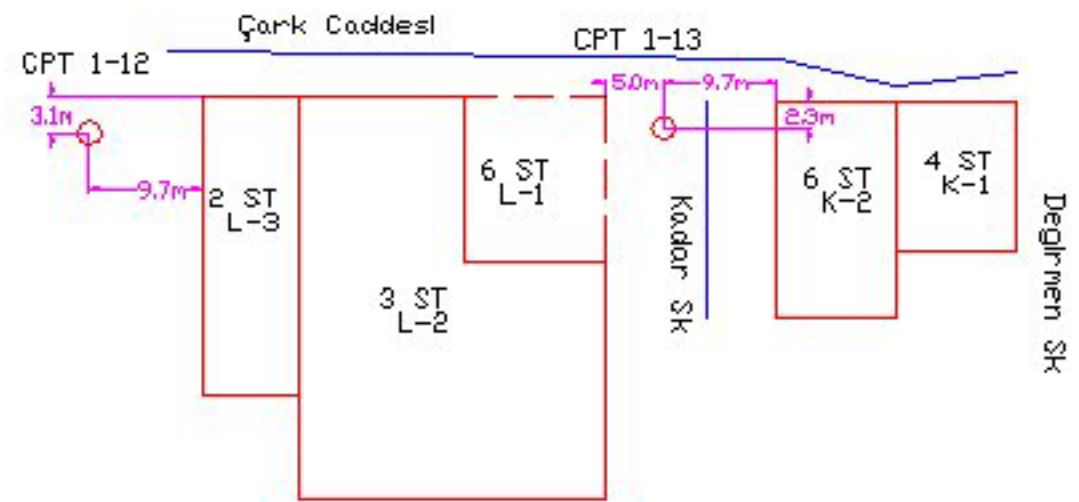 Çark Caddesi
CPT 1-12
CPT 1-13
5.0m
9.7m
3.1m
2.3m
9.7m
2 ST
L-3
6 ST
L-1
3 ST
L-2
Kadar Sk
6 ST
K-2
4 ST
K-1
Degirmen Sk